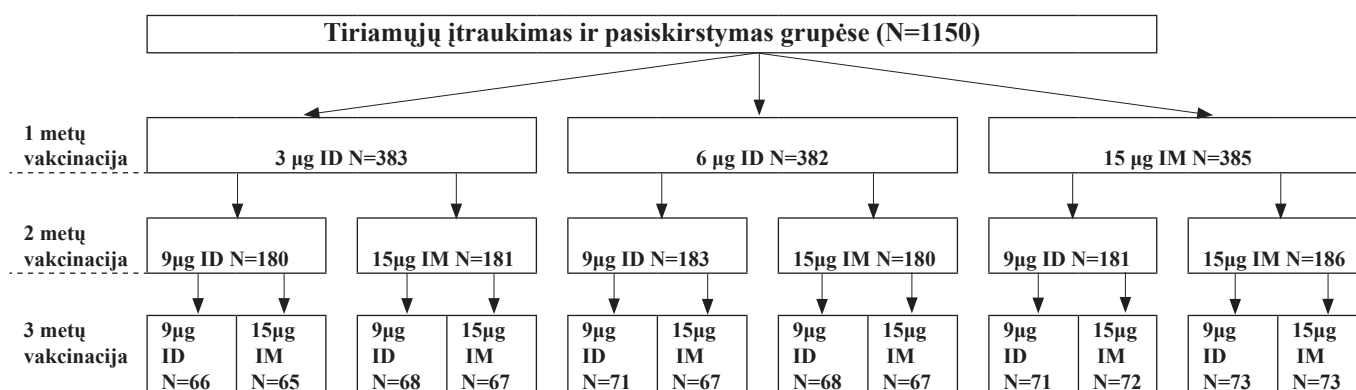 Tiriamųjų įtraukimas ir pasiskirstymas grupėse (N=1150)
1 metų
vakcinacija
3 µg ID N=383
6 µg ID N=382
15 µg IM N=385
2 metų
vakcinacija
9µg ID N=180
15µg IM N=181
9µg ID N=183
15µg IM N=180
9µg ID N=181
15µg IM N=186
3 metų
vakcinacija
9µg
ID
N=66
15µg
IM
N=65
9µg
ID
N=68
15µg
IM
N=67
9µg
ID
N=71
15µg
IM
N=67
9µg
ID
N=68
15µg
IM
N=67
9µg
ID
N=71
15µg
IM
N=72
9µg
ID
N=73
15µg
IM
N=73